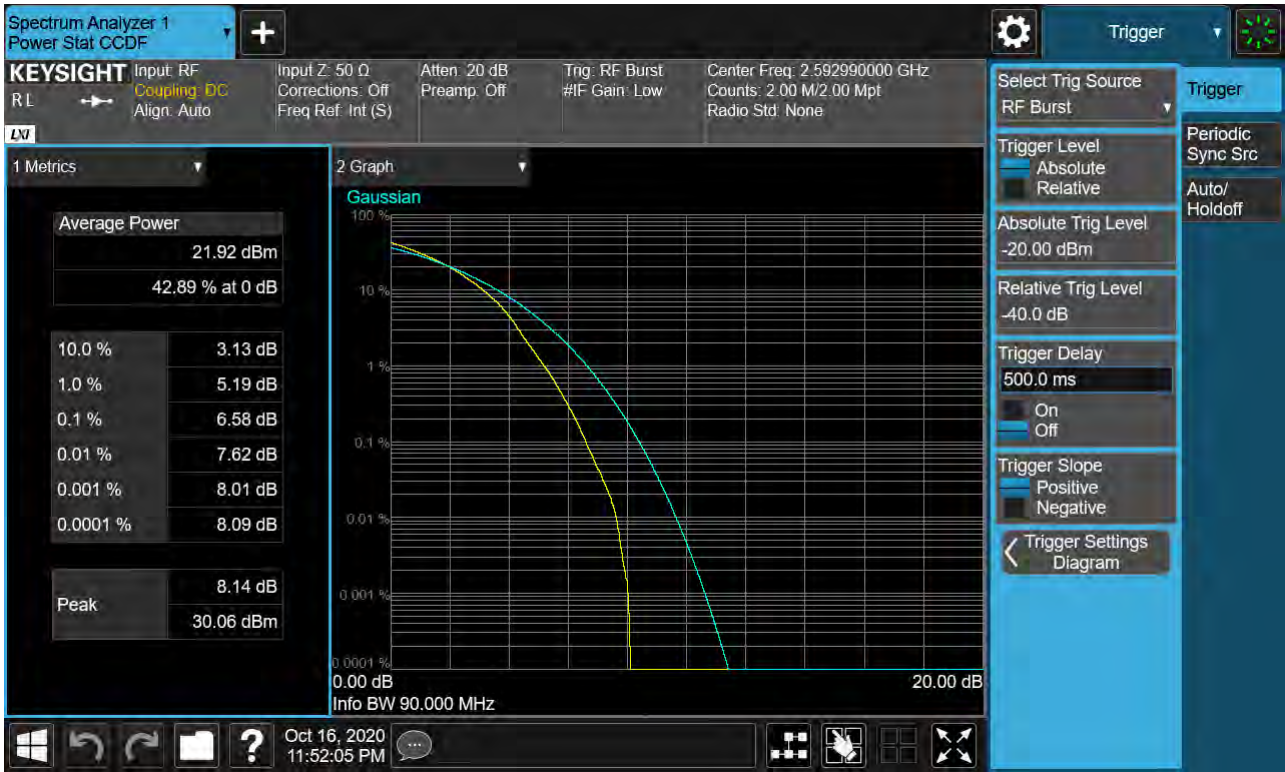 Spectrum Analyzer 1
Power Stat CCDF
Trigger
KEYSIGHT
RL
LXI
Input: RF
Coupling: DC
Align: Auto
Input Z: 50 Ω
Corrections: Off
Freq Ref: Int (S)
Atten: 20 dB
Preamp: Off
Trig: RF Burst
#IF Gain: Low
Center Freq: 2.592990000 GHz
Counts: 2.00 M/2.00 Mpt
Radio Std: None
1 Metrics
Average Power
21.92 dBm
42.89 % at 0 dB
10.0 % 3.13 dB
1.0 % 5.19 dB
0.1 % 6.58 dB
0.01 % 7.62 dB
0.001 % 8.01 dB
0.0001 % 8.09 dB
Peak
8.14 dB
30.06 dBm
2 Graph
Gaussian
100 %
10 %
1 %
0.1 %
0.01 %
0.001 %
0.0001 %
0.00 dB 20.00 dB
Info BW 90.000 MHz
Select Trig Source
RF Burst
Trigger Level
Absolute
Relative
Absolute Trig Level
-20.00 dBm
Relative Trig Level
-40.0 dB
Trigger Delay
500.0 ms
On
Off
Trigger Slope
Positive
Negative
Trigger Settings
Diagram
Trigger
Periodic
Sync Src
Auto/
Holdoff
?
Oct 16, 2020
11:52:05 PM